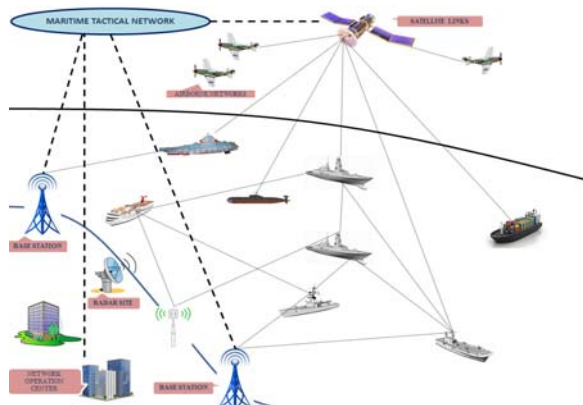 MARITIME TACTICAL NETWORK
SATELLITE LINKS
AIRBORNE NETWORKS
BASE STATION
RADAR SITE
NETWORK
OPERATION
CENTER
BASE STATION